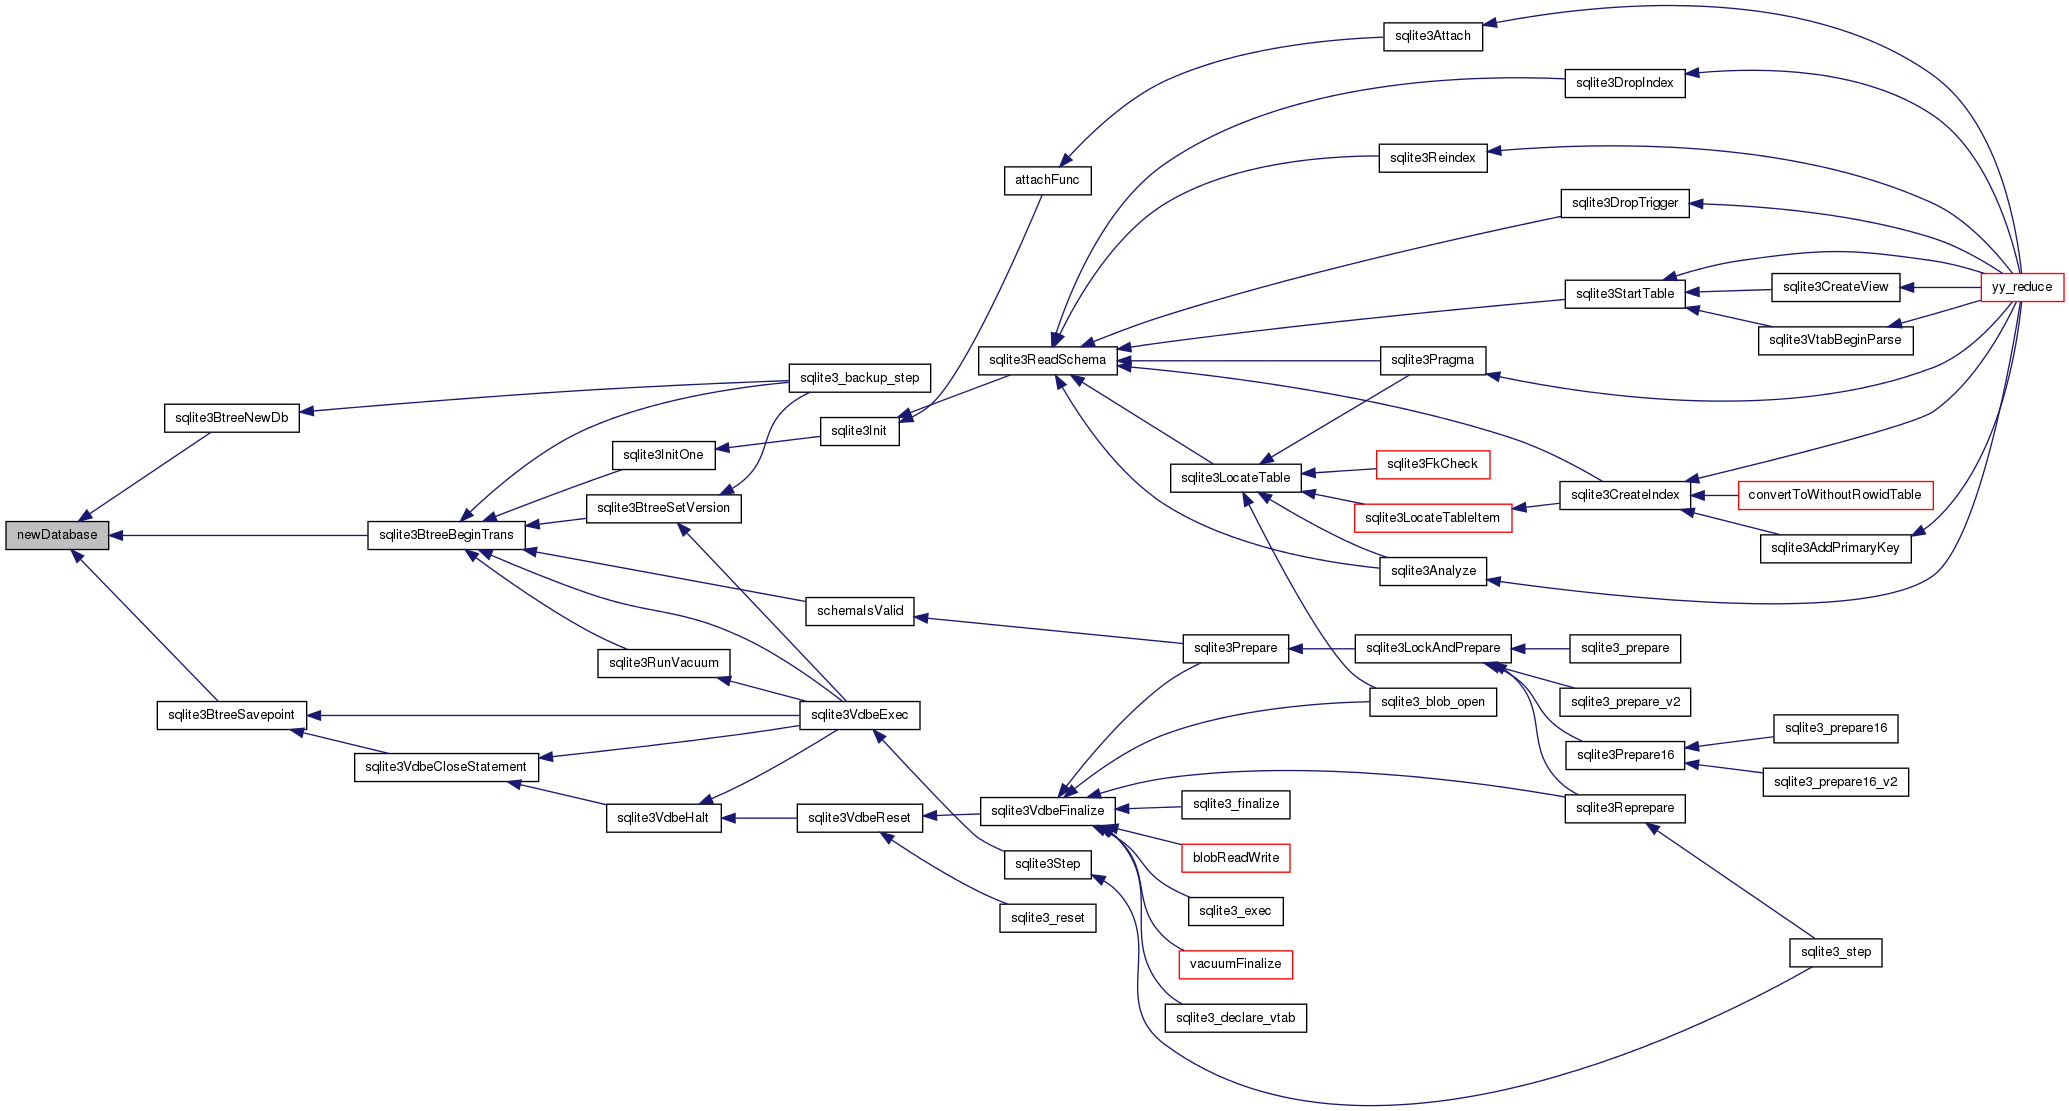 newDatabase
sqlite3BtreeNewDb
sqlite3BtreeSavepoint
sqlite3BtreeBeginTrans
sqlite3VdbeCloseStatement
sqlite3InitOne
sqlite3BtreeSetVersion
sqlite3RunVacuum
sqlite3VdbeHalt
sqlite3_backup_step
sqlite3Init
schemaIsValid
sqlite3VdbeExec
sqlite3VdbeReset
attachFunc
sqlite3ReadSchema
sqlite3VdbeFinalize
sqlite3Step
sqlite3_reset
sqlite3LocateTable
sqlite3Prepare
sqlite3_finalize
blobReadWrite
sqlite3_exec
vacuumFinalize
sqlite3_declare_vtab
sqlite3Attach
sqlite3Reindex
sqlite3Pragma
sqlite3FkCheck
sqlite3LocateTableItem
sqlite3Analyze
sqlite3LockAndPrepare
sqlite3_blob_open
sqlite3DropIndex
sqlite3DropTrigger
sqlite3StartTable
sqlite3CreateIndex
sqlite3_prepare
sqlite3_prepare_v2
sqlite3Prepare16
sqlite3Reprepare
sqlite3CreateView
sqlite3VtabBeginParse
convertToWithoutRowidTable
sqlite3AddPrimaryKey
sqlite3_prepare16
sqlite3_prepare16_v2
sqlite3_step
yy_reduce